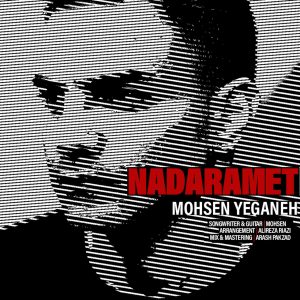 NADARAMET
MOHSEN YEGANEH
SONGWRITER & GUITAR : MOHSEN
ARRANGEMENT : ALIREZA RIAZI
MIX & MASTERING : ARASH PAKZAD